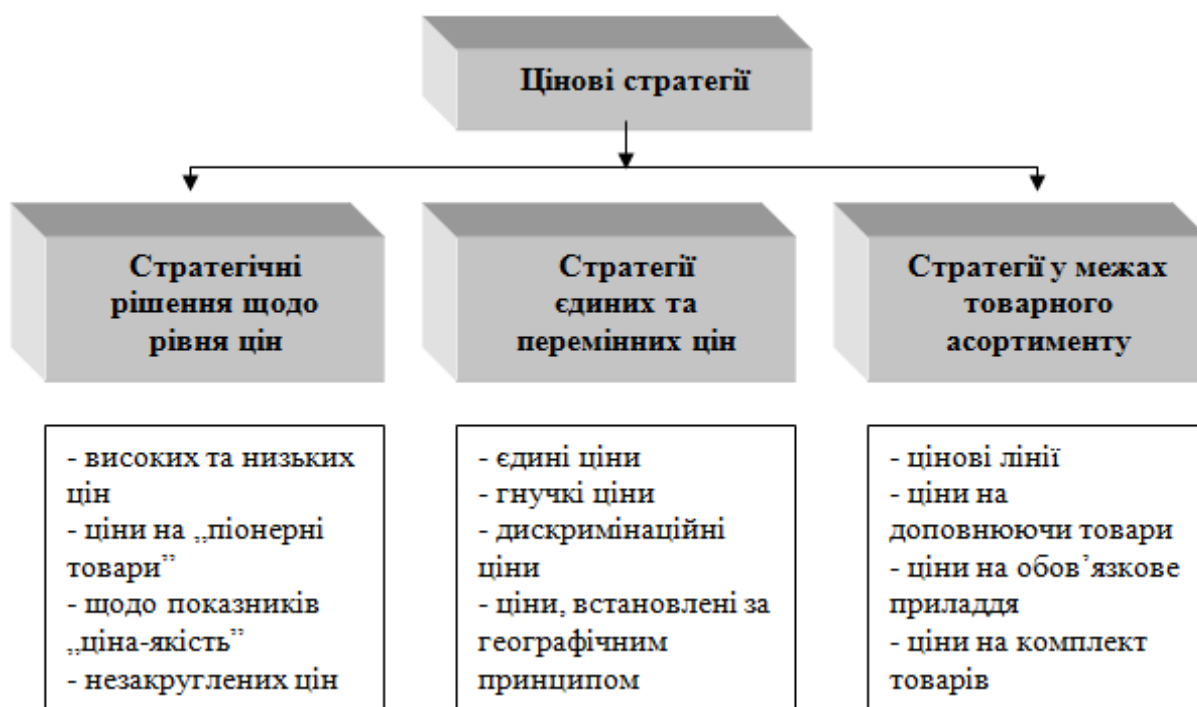 Цінові стратегії
Стратегічні
рішення щодо
рівня цін
Стратегії
єдиних та
перемінних цін
Стратегії у межах
товарного
асортименту
- високих та низьких
цін
- ціни на „піонерні
товари”
- щодо показників
„ціна-якість”
- незакруглених цін
- єдині ціни
- гнучкі ціни
- дискримінаційні
ціни
- ціни, встановлені за
географічним
принципом
- цінові лінії
- ціни на
доповнюючи товари
- ціни на обов’язкове
приладдя
- ціни на комплект
товарів